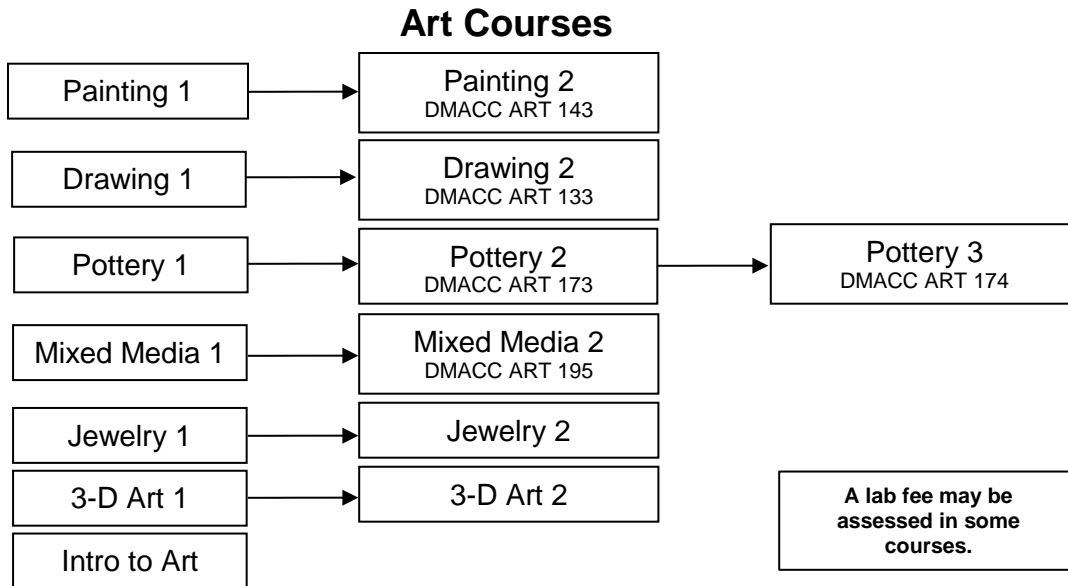 Art Courses
Painting 1
Painting 2
DMACC ART 143
Drawing 1
Drawing 2
DMACC ART 133
Pottery 1
Pottery 2
DMACC ART 173
Pottery 3
DMACC ART 174
Mixed Media 1
Mixed Media 2
DMACC ART 195
Jewelry 1
Jewelry 2
3-D Art 1
3-D Art 2
A lab fee may be
assessed in some
courses.
Intro to Art